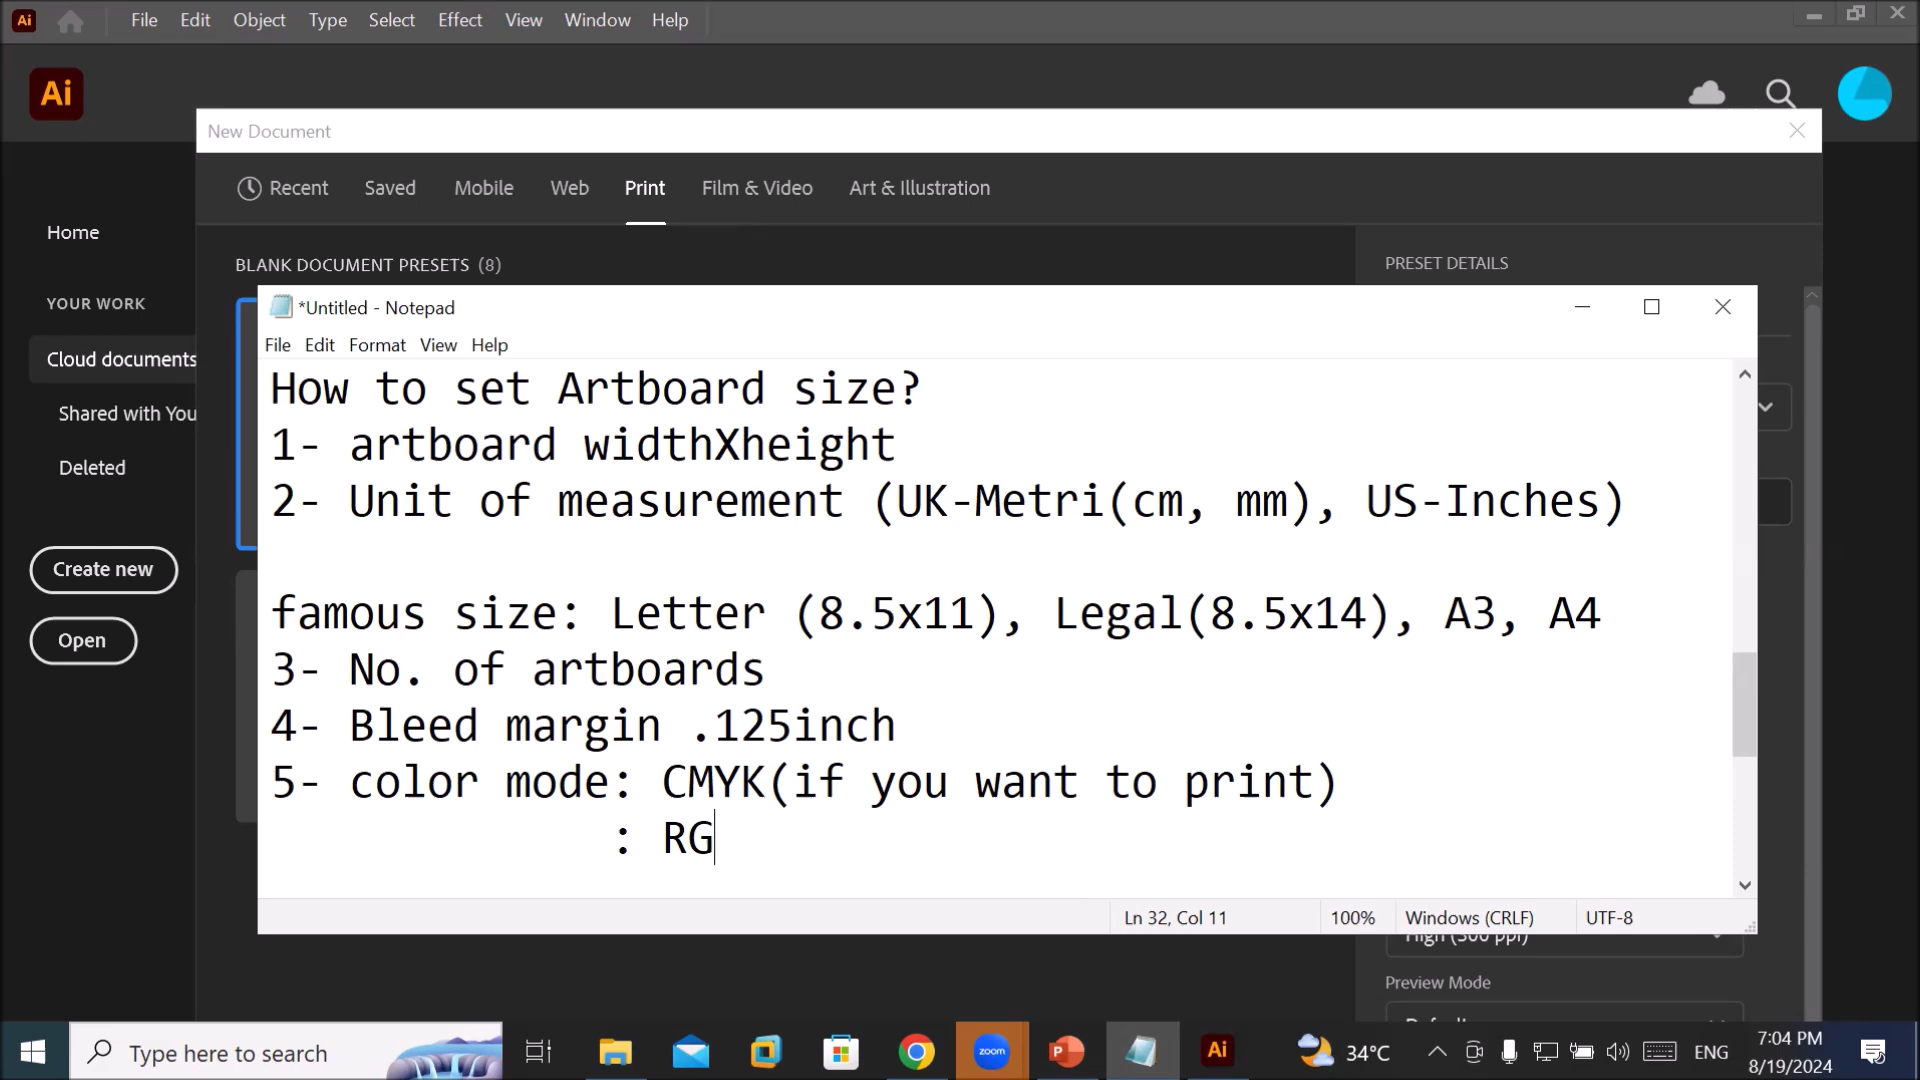 Ai File Edit Object Type Select Effect View Window Help
Ai
New Document
Recent Saved Mobile Web Print Film & Video Art & Illustration
Home
BLANK DOCUMENT PRESETS (8)
PRESET DETAILS
YOUR WORK
Cloud documents
Shared with You
Deleted
Create new
Open
*Untitled - Notepad
File Edit Format View Help
How to set Artboard size?
1- artboard widthXheight
2- Unit of measurement (UK-Metri(cm, mm), US-Inches)
famous size: Letter (8.5x11), Legal(8.5x14), A3, A4
3- No. of artboards
4- Bleed margin .125inch
5- color mode: CMYK(if you want to print)
: RG
Ln 32, Col 11 100% Windows (CRLF) UTF-8
High (300 ppi)
Preview Mode
Default
Type here to search
zoom
P
Ai
34°C
ENG
7:04 PM
8/19/2024